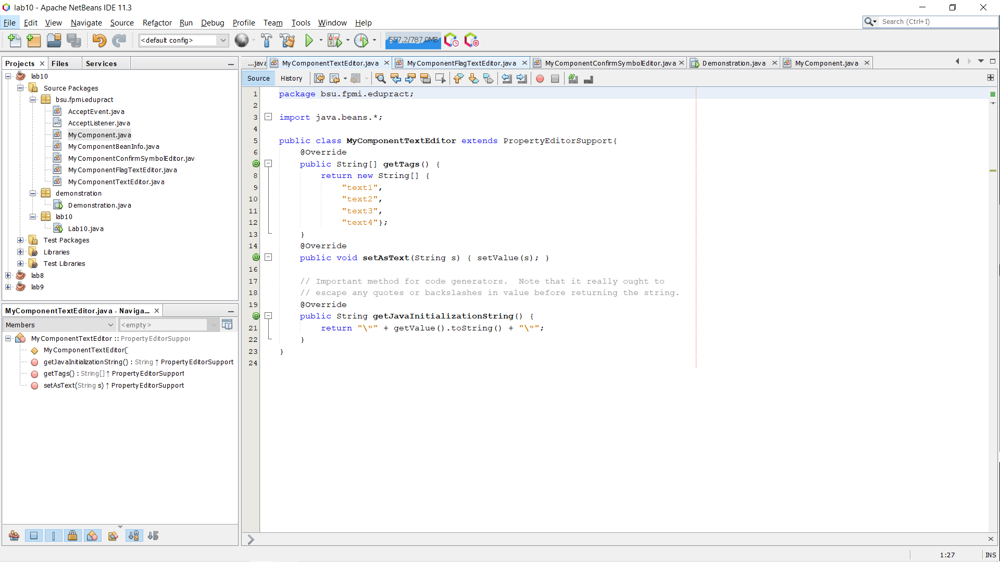 lab10 - Apache NetBeans IDE 11.3
File Edit View Navigate Source Refactor Run Debug Profile Team Tools Window Help
Search (Ctrl+I)
<default config>
557,2/787,0MB
Projects Files Services
lab10
Source Packages
bsu.fpmi.edupract
AcceptEvent.java
AcceptListener.java
MyComponent.java
MyComponentBeanInfo.java
MyComponentConfirmSymbolEditor.jav
MyComponentFlagTextEditor.java
MyComponentTextEditor.java
demonstration
Demonstration.java
lab10
Lab10.java
Test Packages
Libraries
Test Libraries
lab8
lab9
MyComponentTextEditor.java - Naviga...
Members
<empty>
MyComponentTextEditor :: PropertyEditorSuppor
MyComponentTextEditor(
getJavaInitializationString() : String ↑ PropertyEditorSupport
getTags() : String[] ↑ PropertyEditorSupport
setAsText(String s) ↑ PropertyEditorSupport
...java MyComponentTextEditor.java MyComponentFlagTextEditor.java MyComponentConfirmSymbolEditor.java Demonstration.java MyComponent.java
Source History
1 package bsu.fpmi.edupract;
2
3 import java.beans.*;
4
5 public class MyComponentTextEditor extends PropertyEditorSupport{
6 @Override
public String[] getTags() {
8 return new String[] {
9 "text1",
10 "text2",
11 "text3",
12 "text4"};
13 }
14 @Override
public void setAsText(String s) { setValue(s); }
16
17 // Important method for code generators.  Note that it really ought to
18 // escape any quotes or backslashes in value before returning the string.
19 @Override
public String getJavaInitializationString() {
21 return "\"" + getValue().toString() + "\"";
22 }
23 }
24
1:27 INS